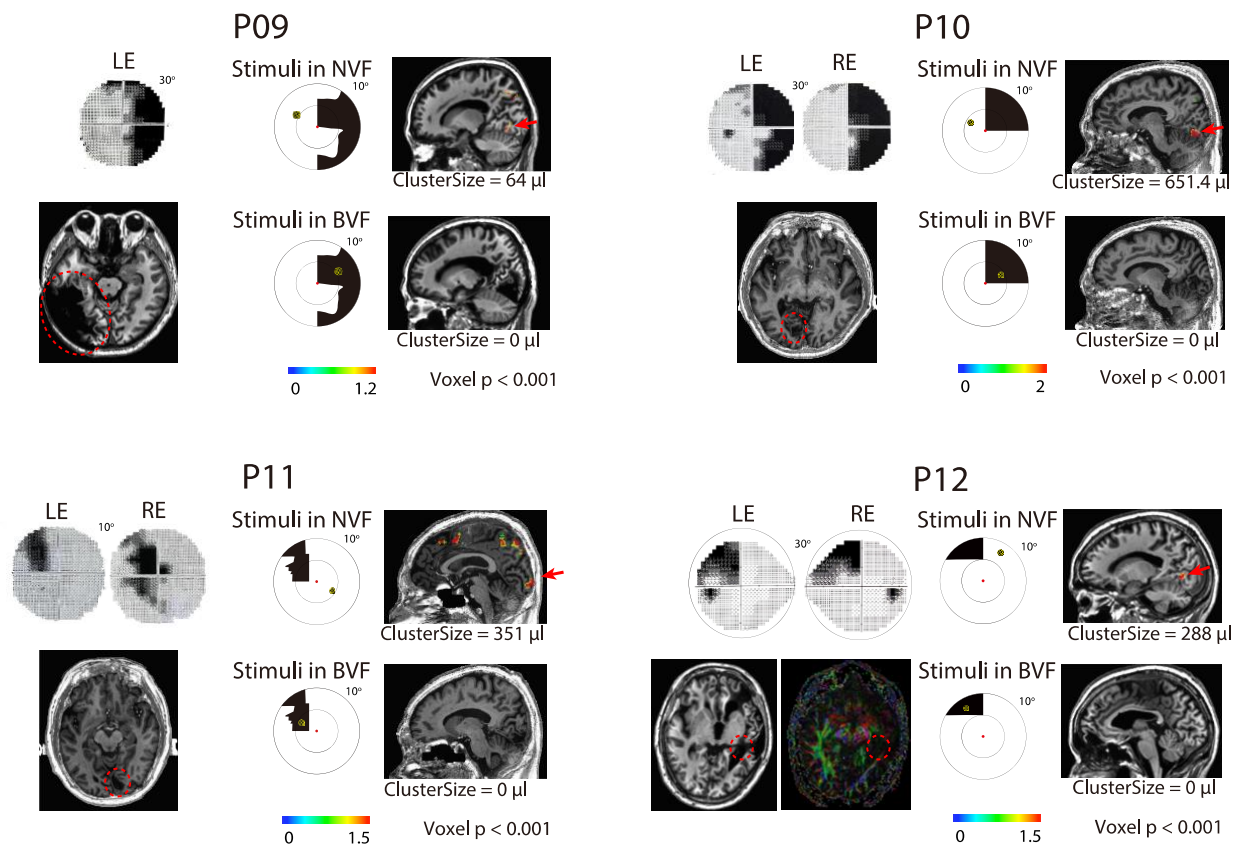 P09
LE
30°
Stimuli in NVF
10°
ClusterSize = 64 µl
Stimuli in BVF
10°
ClusterSize = 0 µl
0
1.2
Voxel p < 0.001
P10
LE
RE
30°
Stimuli in NVF
10°
ClusterSize = 651.4 µl
Stimuli in BVF
10°
ClusterSize = 0 µl
0
2
Voxel p < 0.001
P11
LE
RE
10°
Stimuli in NVF
10°
ClusterSize = 351 µl
Stimuli in BVF
10°
ClusterSize = 0 µl
0
1.5
Voxel p < 0.001
P12
LE
RE
30°
Stimuli in NVF
10°
ClusterSize = 288 µl
Stimuli in BVF
10°
ClusterSize = 0 µl
0
1.5
Voxel p < 0.001